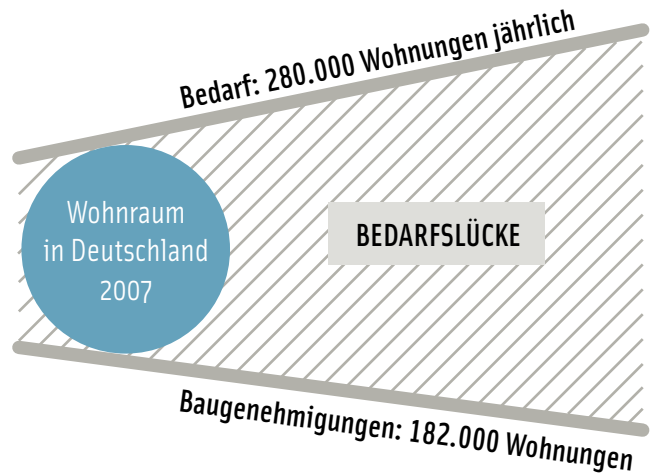 Bedarf: 280.000 Wohnungen jährlich
Wohnraum
in Deutschland
2007
BEDARFSLÜCKE
Baugenehmigungen: 182.000 Wohnungen